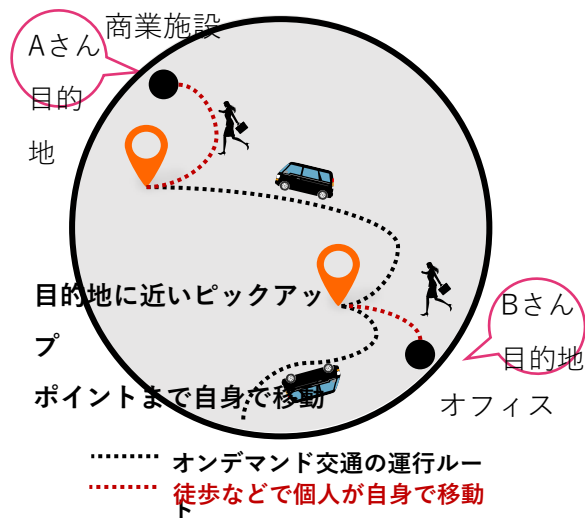 商業施設
Aさん
目的
地
目的地に近いピックアッ
プ
ポイントまで自身で移動
Bさん
目的地
オフィス
オンデマンド交通の運行ルー
ト
徒歩などで個人が自身で移動